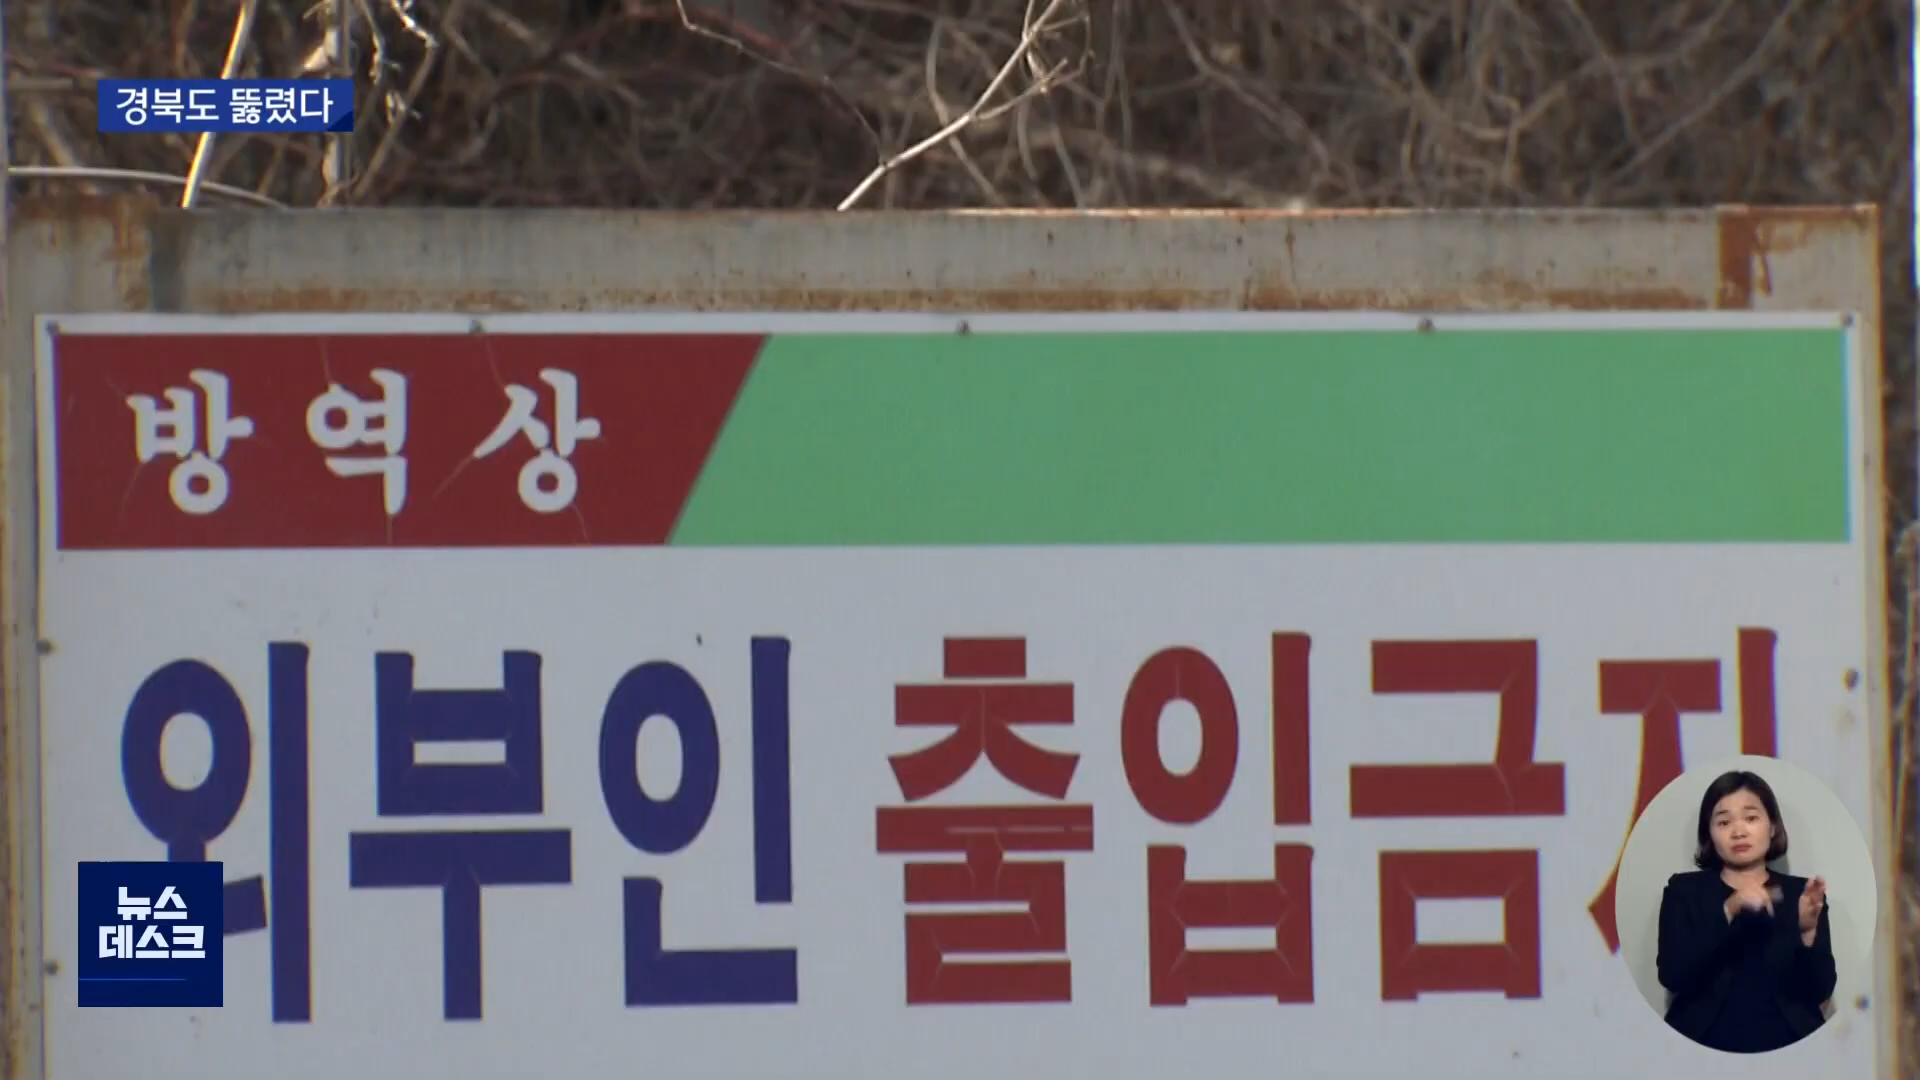 경북도 뚫렸다
방역상
외부인 출입금지
뉴스
데스크